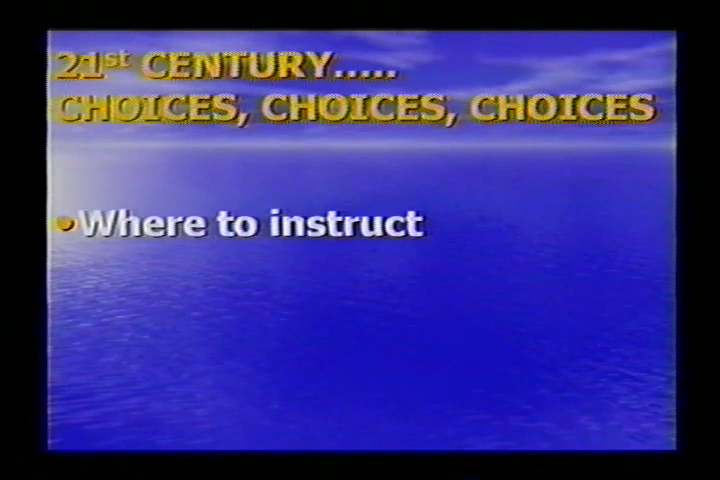 21st CENTURY.....
CHOICES, CHOICES, CHOICES
•Where to instruct